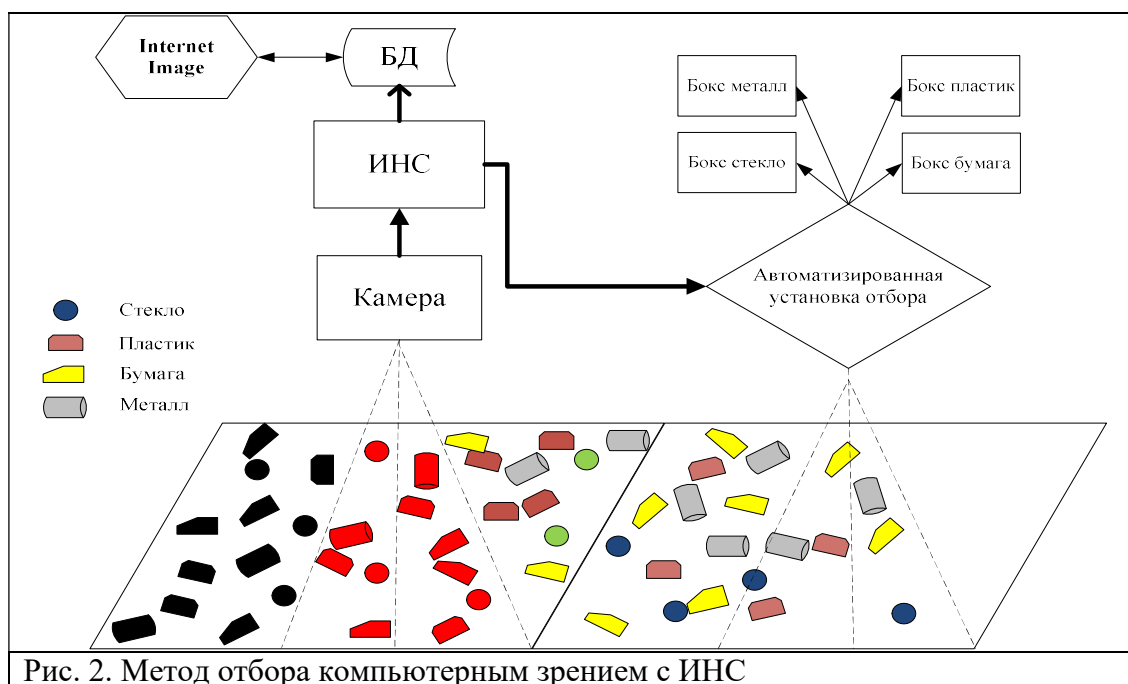 Internet
Image
БД
ИНС
Камера
Бокс металл
Бокс пластик
Бокс стекло
Бокс бумага
Автоматизированная
установка отбора
Стекло
Пластик
Бумага
Металл
Рис. 2. Метод отбора компьютерным зрением с ИНС